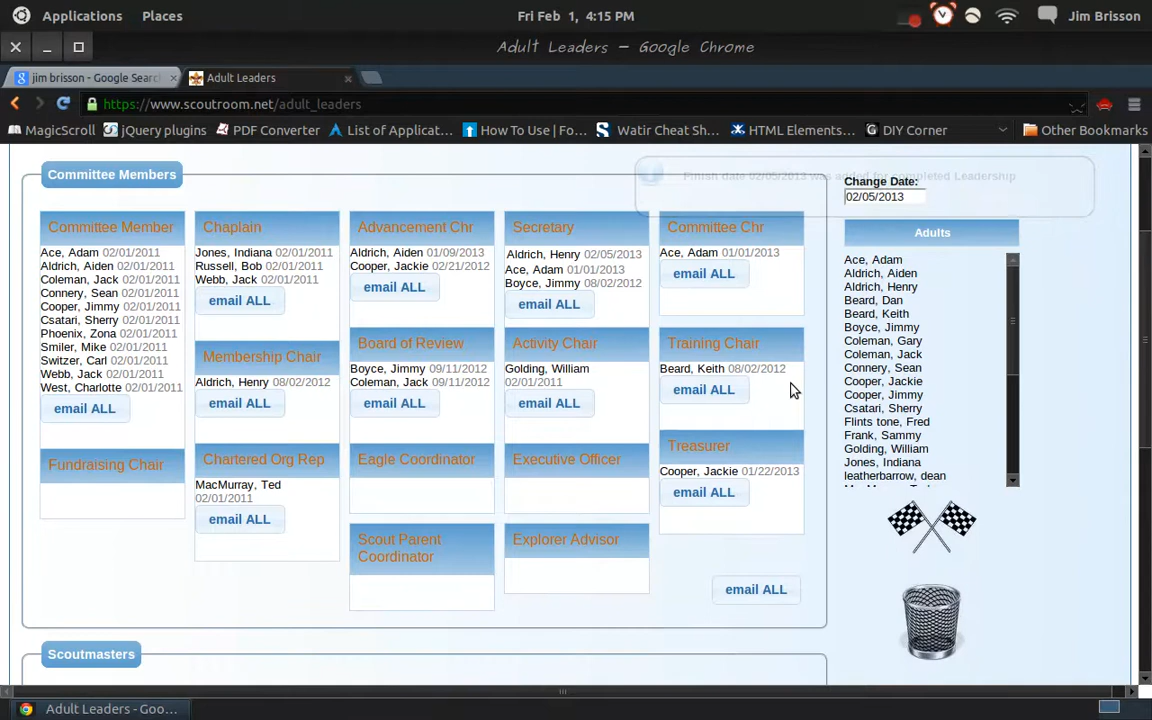 Applications Places Fri Feb 1, 4:15 PM Jim Brisson
Adult Leaders – Google Chrome
jim brisson - Google Search × Adult Leaders ×
https://www.scoutroom.net/adult_leaders
MagicScroll jQuery plugins PDF Converter List of Applicat... How To Use | Fo... Watir Cheat Sh... HTML Elements... DIY Corner Other Bookmarks
Committee Members
Finish date 02/05/2013 was added for completed Leadership
Change Date:
02/05/2013
Committee Member
Ace, Adam 02/01/2011
Aldrich, Aiden 02/01/2011
Coleman, Jack 02/01/2011
Connery, Sean 02/01/2011
Cooper, Jimmy 02/01/2011
Csatari, Sherry 02/01/2011
Phoenix, Zona 02/01/2011
Smiler, Mike 02/01/2011
Switzer, Carl 02/01/2011
Webb, Jack 02/01/2011
West, Charlotte 02/01/2011
email ALL
Fundraising Chair
Chaplain
Jones, Indiana 02/01/2011
Russell, Bob 02/01/2011
Webb, Jack 02/01/2011
email ALL
Membership Chair
Aldrich, Henry 08/02/2012
email ALL
Chartered Org Rep
MacMurray, Ted
02/01/2011
email ALL
Advancement Chr
Aldrich, Aiden 01/09/2013
Cooper, Jackie 02/21/2012
email ALL
Board of Review
Boyce, Jimmy 09/11/2012
Coleman, Jack 09/11/2012
email ALL
Eagle Coordinator
Scout Parent
Coordinator
Secretary
Aldrich, Henry 02/05/2013
Ace, Adam 01/01/2013
Boyce, Jimmy 08/02/2012
email ALL
Activity Chair
Golding, William
02/01/2011
email ALL
Executive Officer
Explorer Advisor
Committee Chr
Ace, Adam 01/01/2013
email ALL
Training Chair
Beard, Keith 08/02/2012
email ALL
Treasurer
Cooper, Jackie 01/22/2013
email ALL
email ALL
Adults
Ace, Adam
Aldrich, Aiden
Aldrich, Henry
Beard, Dan
Beard, Keith
Boyce, Jimmy
Coleman, Gary
Coleman, Jack
Connery, Sean
Cooper, Jackie
Cooper, Jimmy
Csatari, Sherry
Flints tone, Fred
Frank, Sammy
Golding, William
Jones, Indiana
leatherbarrow, dean
Scoutmasters
Adult Leaders - Goo...